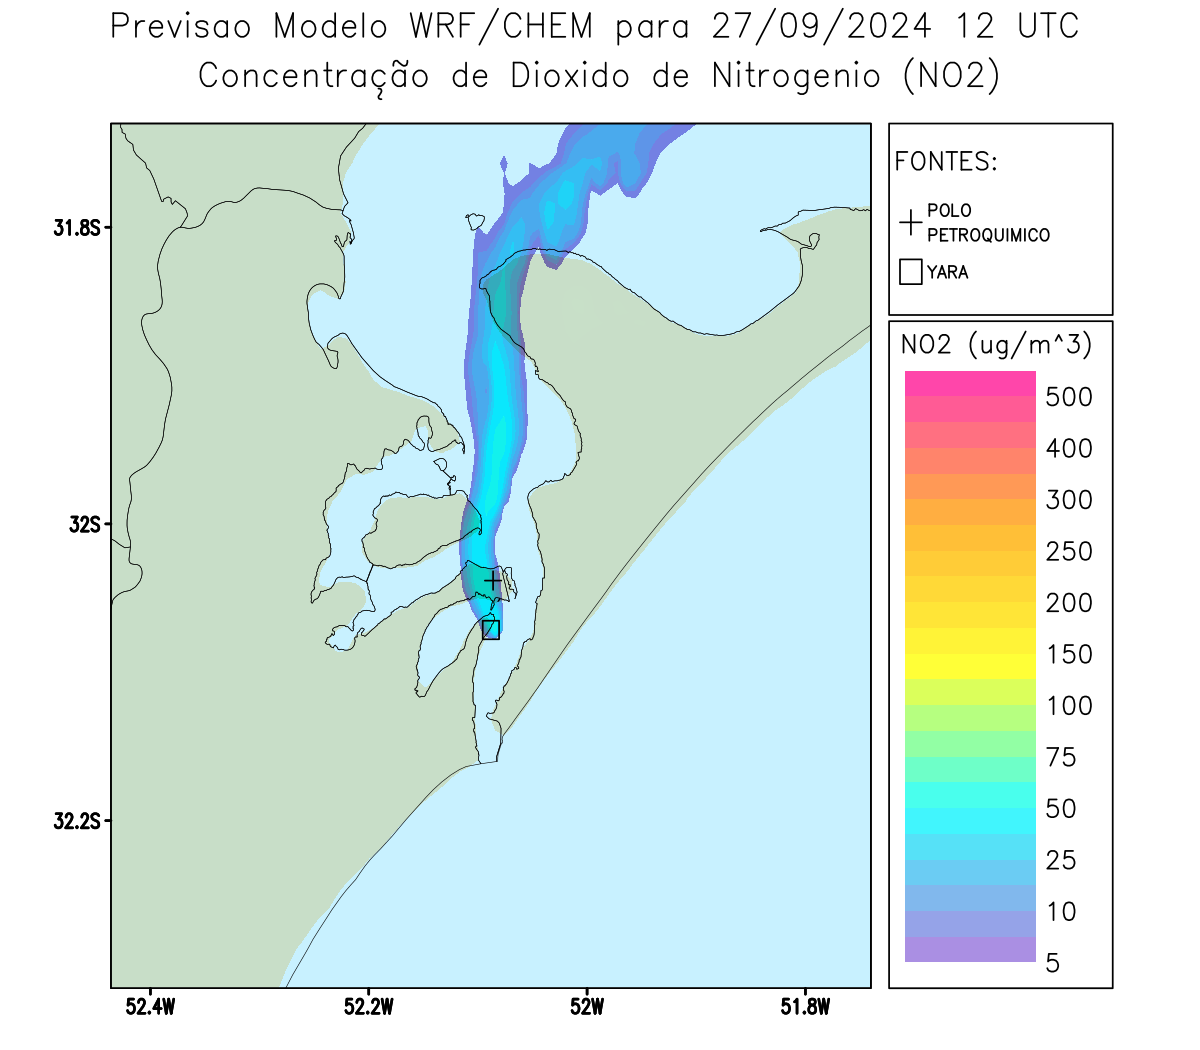 Previsao Modelo WRF/CHEM para 27/09/2024 12 UTC
Concentração de Dioxido de Nitrogenio (NO2)
FONTES:
POLO
PETROQUIMICO
YARA
31.8S
32S
32.2S
52.4W
52.2W
52W
51.8W
NO2 (ug/m^3)
500
400
300
250
200
150
100
75
50
25
10
5